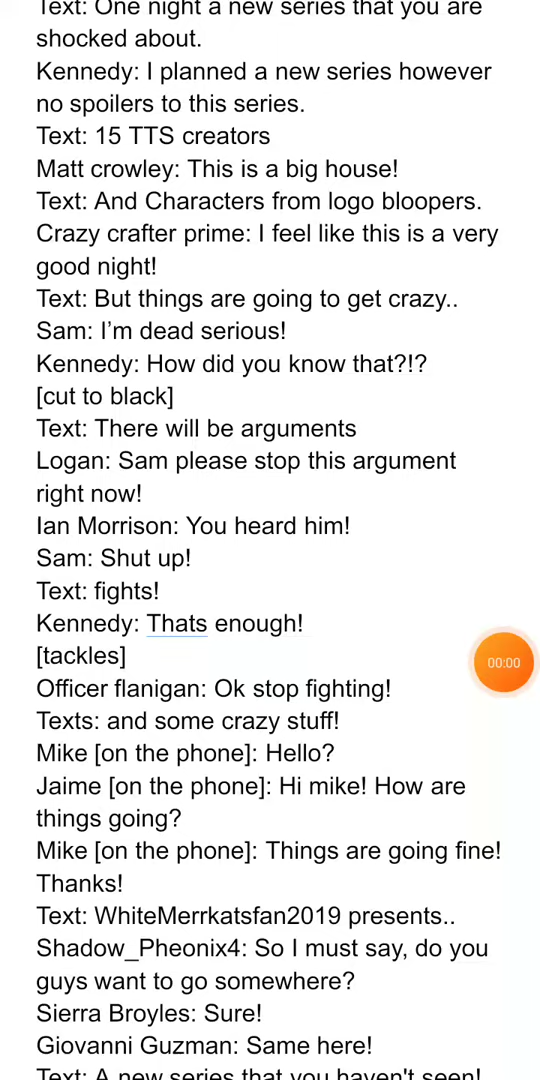 Text: One night a new series that you are
shocked about.
Kennedy: I planned a new series however
no spoilers to this series.
Text: 15 TTS creators
Matt crowley: This is a big house!
Text: And Characters from logo bloopers.
Crazy crafter prime: I feel like this is a very
good night!
Text: But things are going to get crazy..
Sam: I’m dead serious!
Kennedy: How did you know that?!?
[cut to black]
Text: There will be arguments
Logan: Sam please stop this argument
right now!
Ian Morrison: You heard him!
Sam: Shut up!
Text: fights!
Kennedy: Thats enough!
[tackles]
00:00
Officer flanigan: Ok stop fighting!
Texts: and some crazy stuff!
Mike [on the phone]: Hello?
Jaime [on the phone]: Hi mike! How are
things going?
Mike [on the phone]: Things are going fine!
Thanks!
Text: WhiteMerrkatsfan2019 presents..
Shadow_Pheonix4: So I must say, do you
guys want to go somewhere?
Sierra Broyles: Sure!
Giovanni Guzman: Same here!
Text: A new series that you haven't seen!